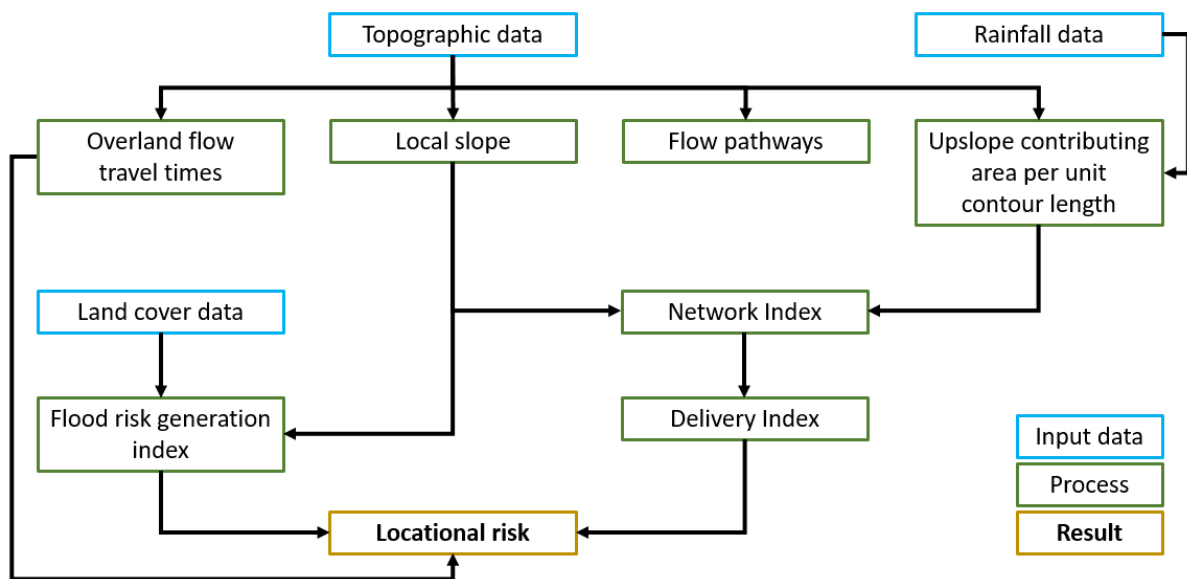 Topographic data
Rainfall data
Overland flow
travel times
Local slope
Flow pathways
Upslope contributing
area per unit
contour length
Land cover data
Network Index
Flood risk generation
index
Delivery Index
Input data
Process
Locational risk
Result